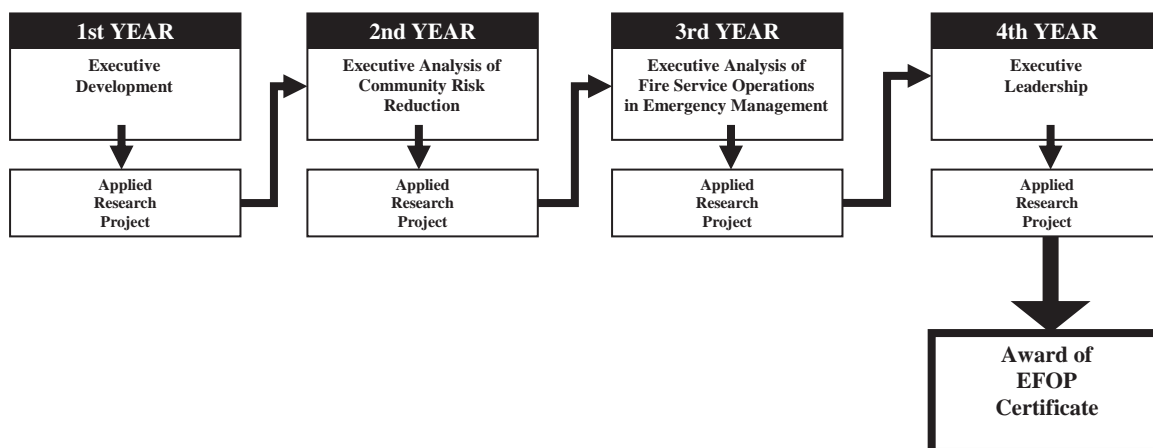 1st YEAR
Executive
Development
Applied
Research
Project
2nd YEAR
Executive Analysis of
Community Risk
Reduction
Applied
Research
Project
3rd YEAR
Executive Analysis of
Fire Service Operations
in Emergency Management
Applied
Research
Project
4th YEAR
Executive
Leadership
Applied
Research
Project
Award of
EFOP
Certificate